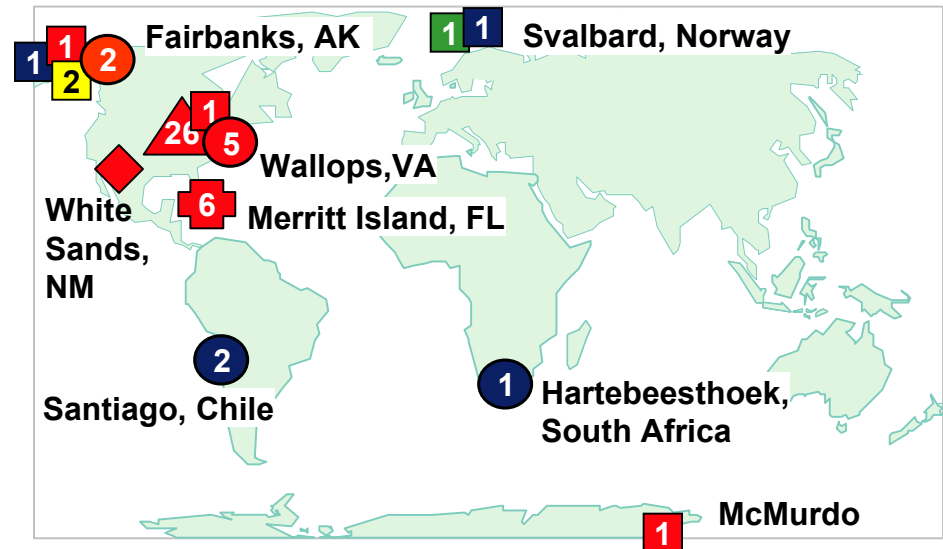 1
1
2
2
Fairbanks, AK
1
1
Svalbard, Norway
26
1
5
Wallops,VA
White
Sands,
NM
6
Merritt Island, FL
2
Santiago, Chile
1
Hartebeesthoek,
South Africa
1
McMurdo